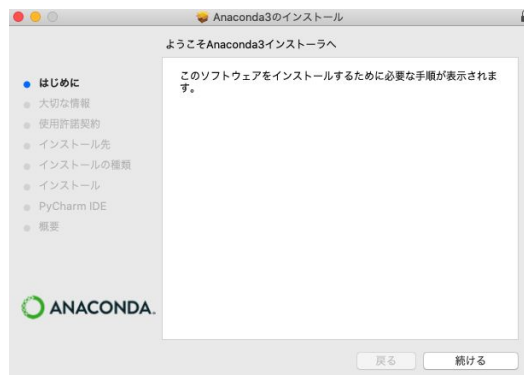 Anaconda3のインストール
ようこそAnaconda3インストーラへ
はじめに
大切な情報
使用許諾契約
インストール先
インストールの種類
インストール
PyCharm IDE
概要
このソフトウェアをインストールするために必要な手順が表示されま
す。
ANACONDA.
戻る
続ける